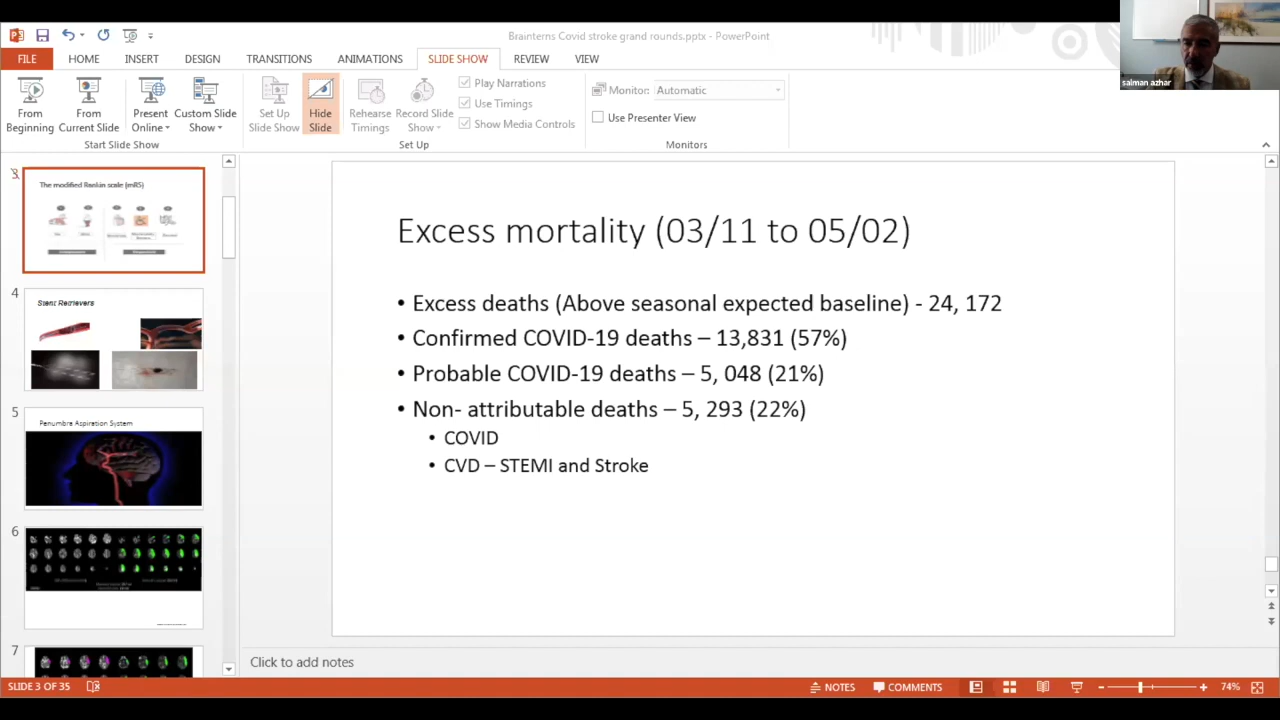 Brainterns Covid stroke grand rounds.pptx - PowerPoint
FILE
HOME
INSERT
DESIGN
TRANSITIONS
ANIMATIONS
SLIDE SHOW
REVIEW
VIEW
From Beginning
From Current Slide
Present Online
Custom Slide Show
Set Up Slide Show
Hide Slide
Rehearse Timings
Record Slide Show
Play Narrations
Use Timings
Show Media Controls
Monitor: Automatic
Use Presenter View
Start Slide Show
Set Up
Monitors
salman azhar
3
The modified Rankin scale (mRS)
4
Stent Retrievers
5
Penumbra Aspiration System
6
7
Excess mortality (03/11 to 05/02)
• Excess deaths (Above seasonal expected baseline) - 24, 172
• Confirmed COVID-19 deaths – 13,831 (57%)
• Probable COVID-19 deaths – 5, 048 (21%)
• Non- attributable deaths – 5, 293 (22%)
• COVID
• CVD – STEMI and Stroke
Click to add notes
SLIDE 3 OF 35
NOTES
COMMENTS
74%